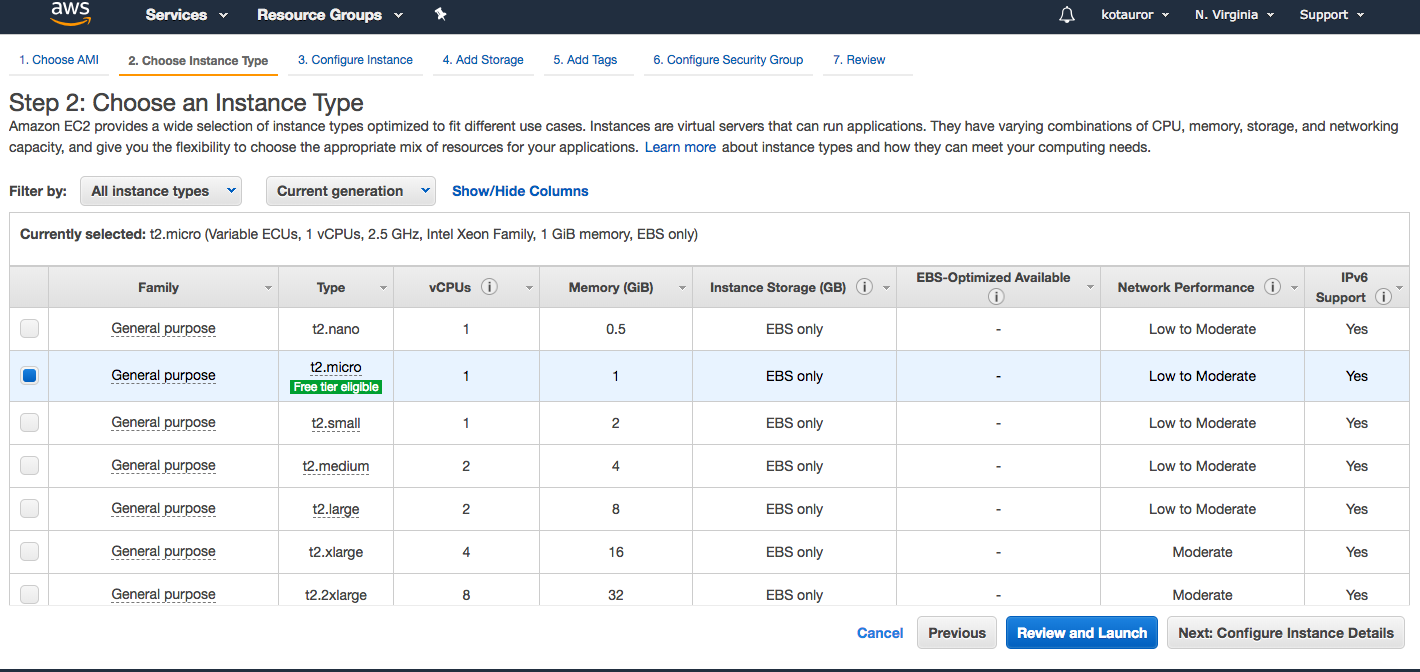 aws Services Resource Groups kotauror N. Virginia Support
1. Choose AMI 2. Choose Instance Type 3. Configure Instance 4. Add Storage 5. Add Tags 6. Configure Security Group 7. Review
Step 2: Choose an Instance Type
Amazon EC2 provides a wide selection of instance types optimized to fit different use cases. Instances are virtual servers that can run applications. They have varying combinations of CPU, memory, storage, and networking
capacity, and give you the flexibility to choose the appropriate mix of resources for your applications. Learn more about instance types and how they can meet your computing needs.
Filter by: All instance types Current generation Show/Hide Columns
Currently selected: t2.micro (Variable ECUs, 1 vCPUs, 2.5 GHz, Intel Xeon Family, 1 GiB memory, EBS only)
Family Type vCPUs i Memory (GiB) Instance Storage (GB) i EBS-Optimized Available i Network Performance i IPv6 Support i
General purpose t2.nano 1 0.5 EBS only - Low to Moderate Yes
General purpose t2.micro Free tier eligible 1 1 EBS only - Low to Moderate Yes
General purpose t2.small 1 2 EBS only - Low to Moderate Yes
General purpose t2.medium 2 4 EBS only - Low to Moderate Yes
General purpose t2.large 2 8 EBS only - Low to Moderate Yes
General purpose t2.xlarge 4 16 EBS only - Moderate Yes
General purpose t2.2xlarge 8 32 EBS only - Moderate Yes
Cancel Previous Review and Launch Next: Configure Instance Details